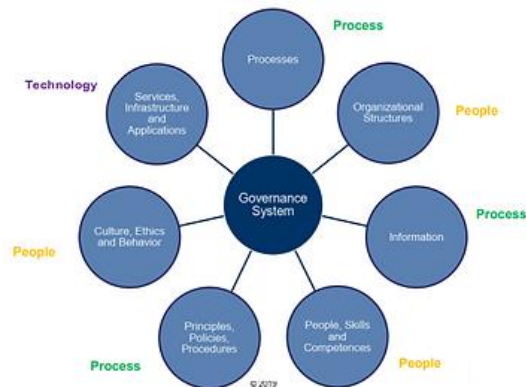 Process
Processes
Technology
Services,
Infrastructure
and
Applications
Organizational
Structures
People
Governance
System
Process
Information
Culture, Ethics
and Behavior
People
Principles,
Policies,
Procedures
Process
People, Skills
and
Competences
People
© 2019